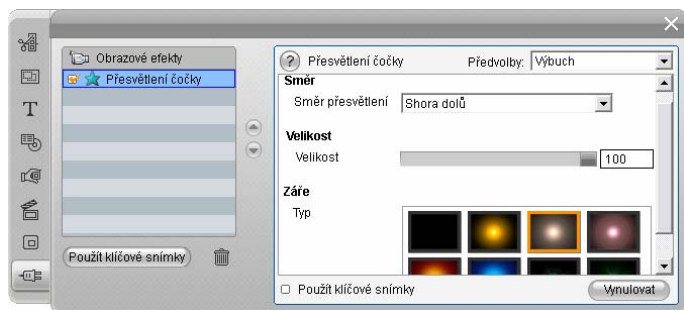 Obrazové efekty
Přesvětlení čočky
Použít klíčové snímky
Přesvětlení čočky Předvolby: Výbuch
Směr
Směr přesvětlení Shora dolů
Velikost
Velikost 100
Záře
Typ
Použít klíčové snímky Vynulovat